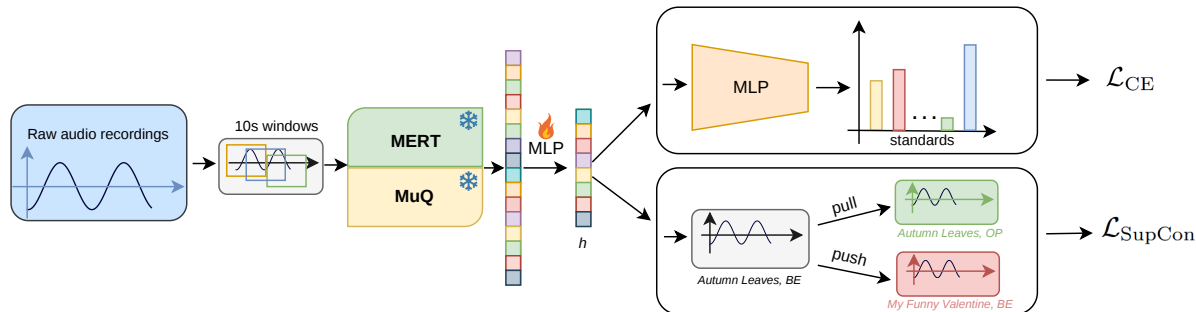 Raw audio recordings
10s windows
MERT
MuQ
MLP
h
MLP
...
standards
ℒCE
Autumn Leaves, BE
pull
push
Autumn Leaves, OP
My Funny Valentine, BE
ℒSupCon